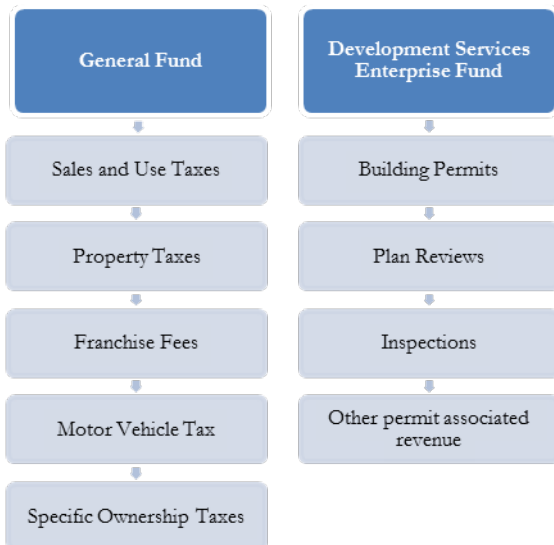 General Fund
Sales and Use Taxes
Property Taxes
Franchise Fees
Motor Vehicle Tax
Specific Ownership Taxes
Development Services
Enterprise Fund
Building Permits
Plan Reviews
Inspections
Other permit associated
revenue